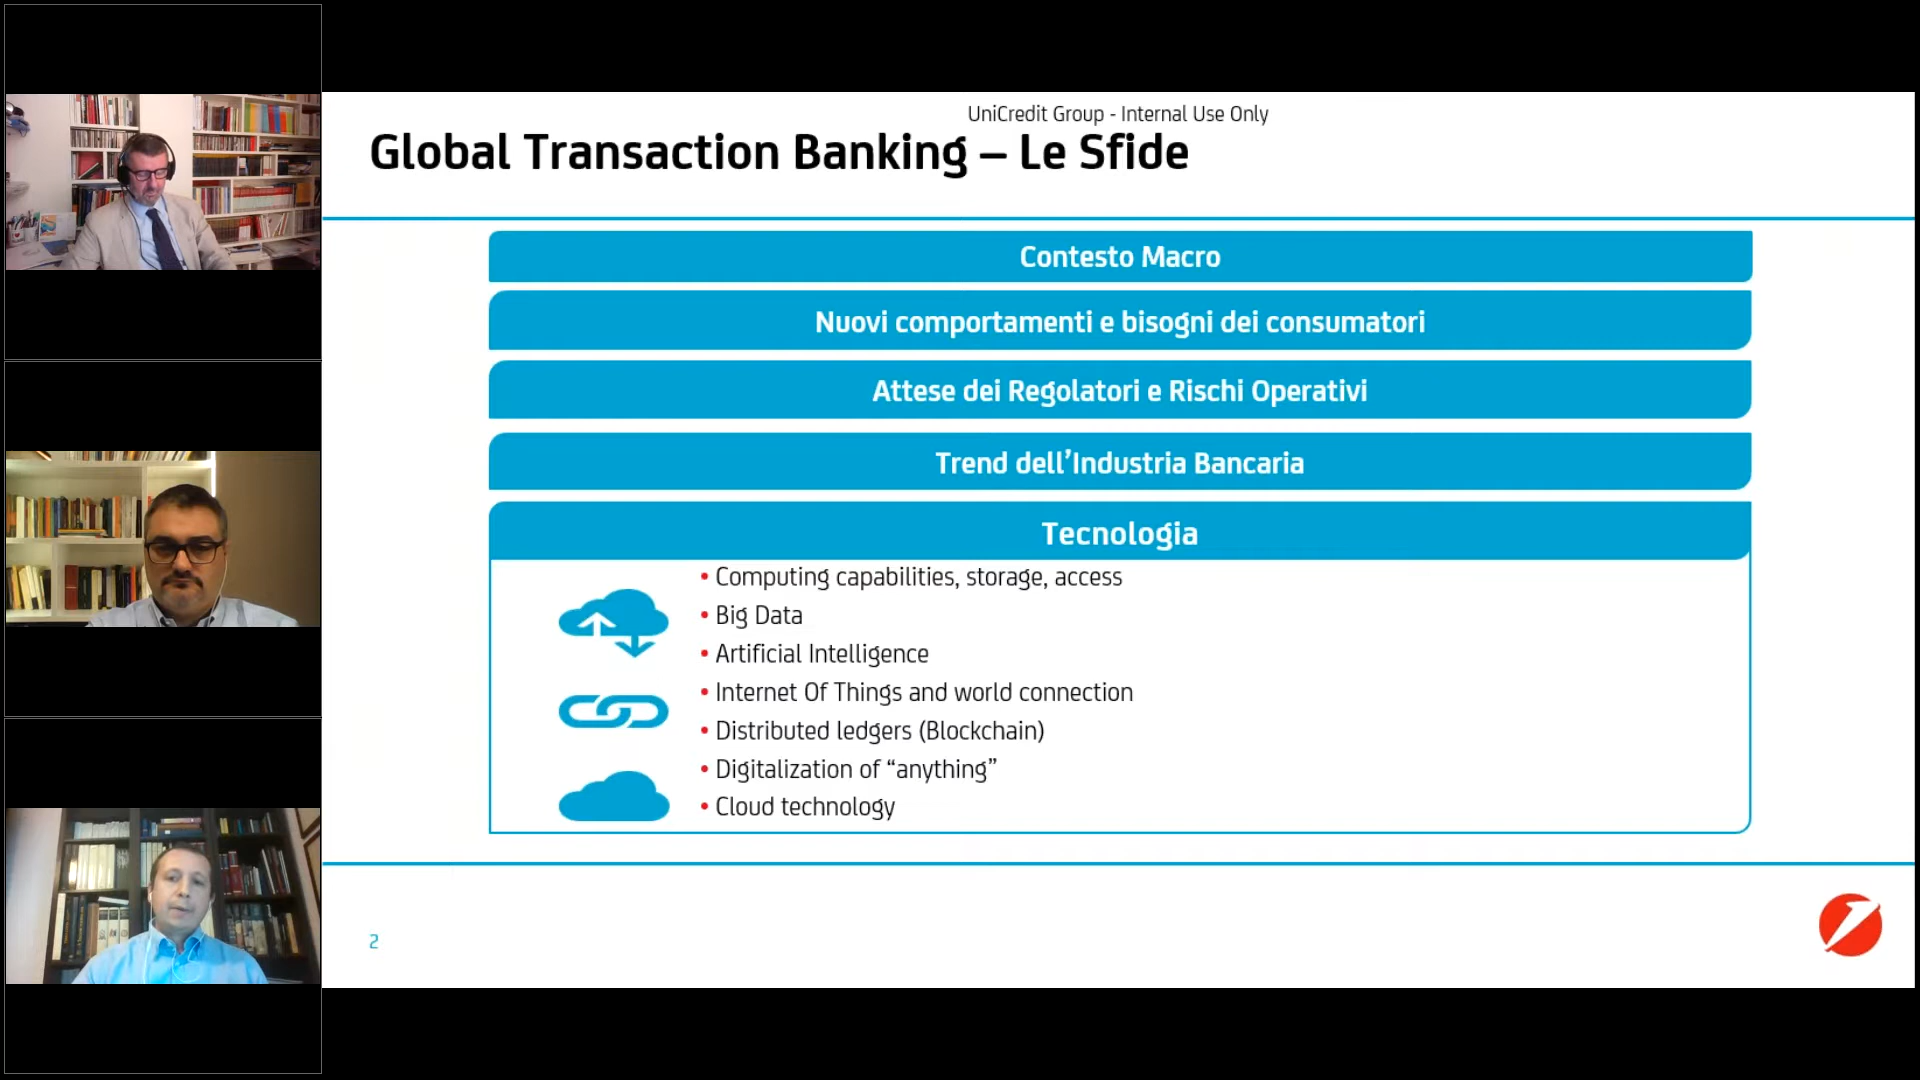 UniCredit Group - Internal Use Only
Global Transaction Banking – Le Sfide
Contesto Macro
Nuovi comportamenti e bisogni dei consumatori
Attese dei Regolatori e Rischi Operativi
Trend dell’Industria Bancaria
Tecnologia
• Computing capabilities, storage, access
• Big Data
• Artificial Intelligence
• Internet Of Things and world connection
• Distributed ledgers (Blockchain)
• Digitalization of “anything”
• Cloud technology
2